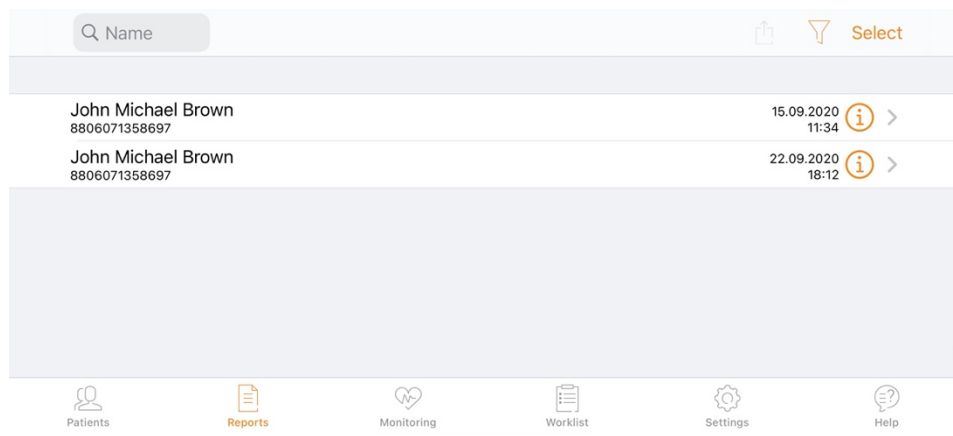 Name
Select
John Michael Brown
8806071358697
15.09.2020
11:34
John Michael Brown
8806071358697
22.09.2020
18:12
Patients
Reports
Monitoring
Worklist
Settings
Help